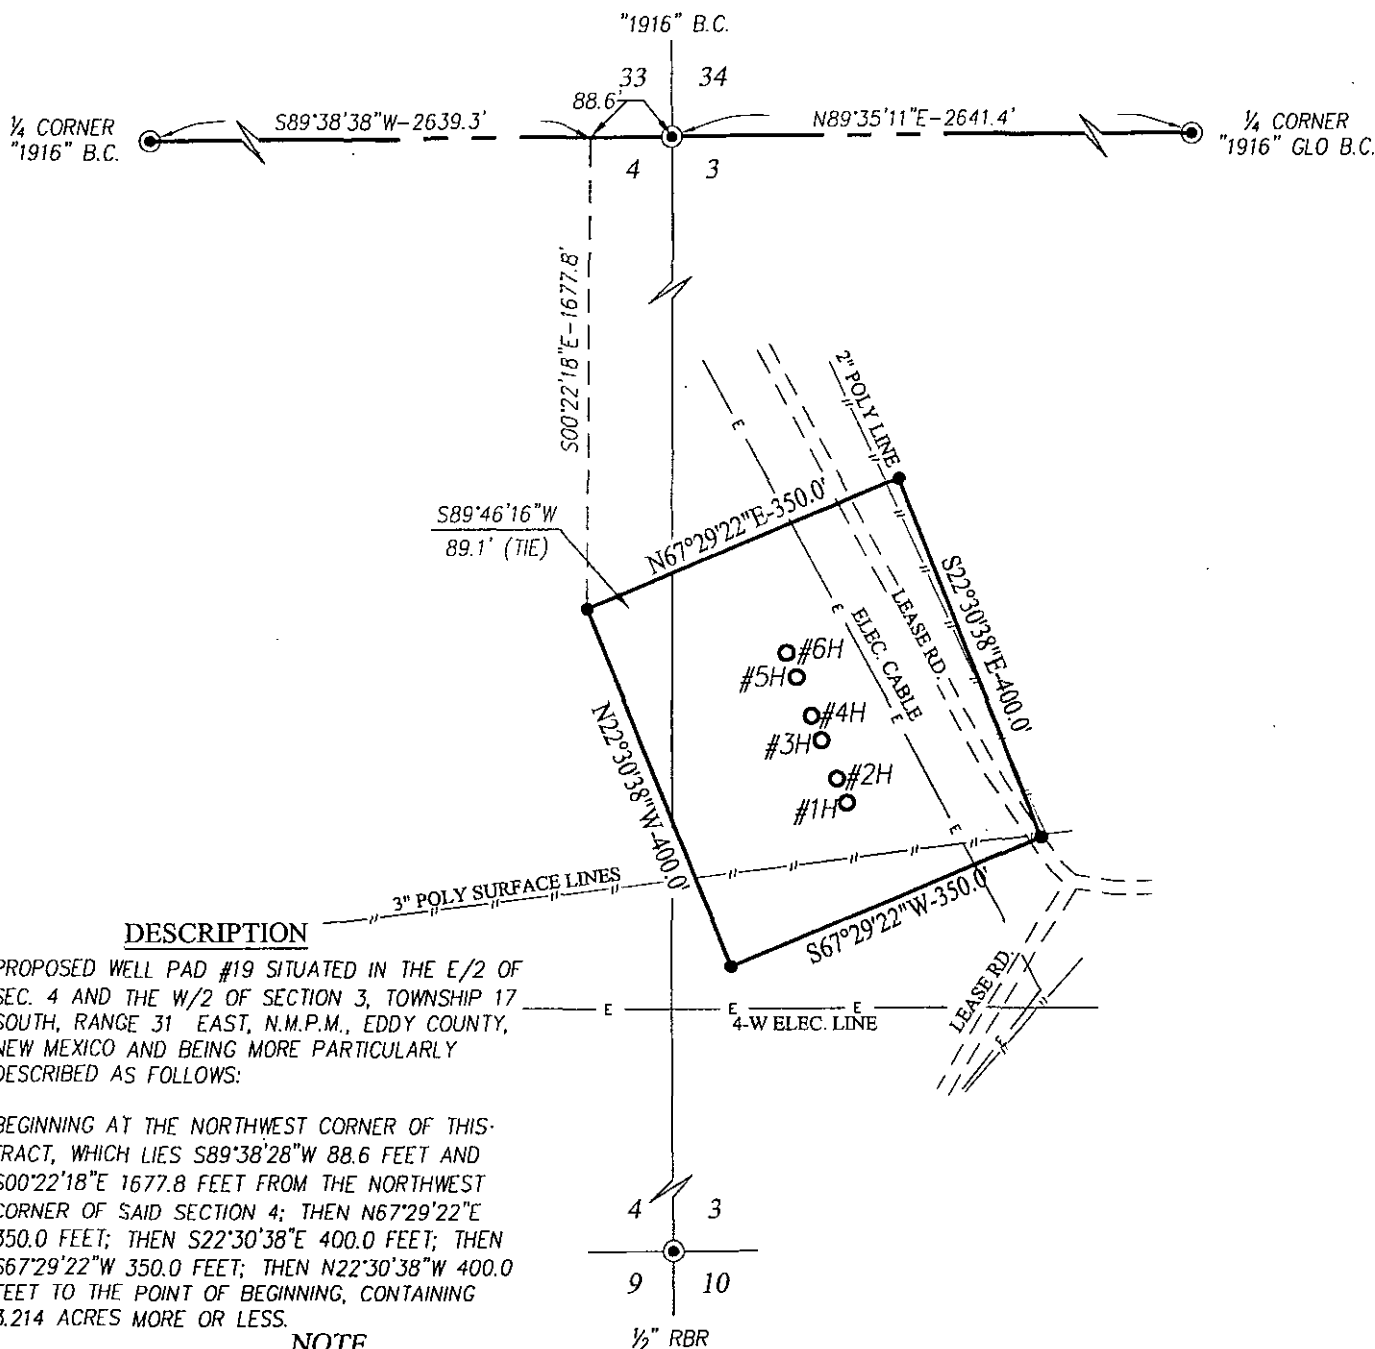 "1916" B.C.
33 34
88.6'
S89°38'38"W-2639.3'
N89°35'11"E-2641.4'
¼ CORNER
"1916" B.C.
¼ CORNER
"1916" GLO B.C.
4 3
S00°22'18"E-1677.8'
2" POLY LINE
S89°46'16"W
89.1' (TIE)
N67°29'22"E-350.0'
E
LEASE RD.
ELEC. CABLE
E
E
E
S22°30'38"E-400.0'
#6H
#5H
#4H
#3H
#2H
#1H
N22°30'38"W-400.0'
3" POLY SURFACE LINES
S67°29'22"W-350.0'
LEASE RD.
E
E E E
4-W ELEC. LINE
DESCRIPTION
PROPOSED WELL PAD #19 SITUATED IN THE E/2 OF
SEC. 4 AND THE W/2 OF SECTION 3, TOWNSHIP 17
SOUTH, RANGE 31 EAST, N.M.P.M., EDDY COUNTY,
NEW MEXICO AND BEING MORE PARTICULARLY
DESCRIBED AS FOLLOWS:
BEGINNING AT THE NORTHWEST CORNER OF THIS
TRACT, WHICH LIES S89°38'28"W 88.6 FEET AND
S00°22'18"E 1677.8 FEET FROM THE NORTHWEST
CORNER OF SAID SECTION 4; THEN N67°29'22"E
350.0 FEET; THEN S22°30'38"E 400.0 FEET; THEN
S67°29'22"W 350.0 FEET; THEN N22°30'38"W 400.0
FEET TO THE POINT OF BEGINNING, CONTAINING
3.214 ACRES MORE OR LESS.
NOTE
4 3
9 10
½" RBR